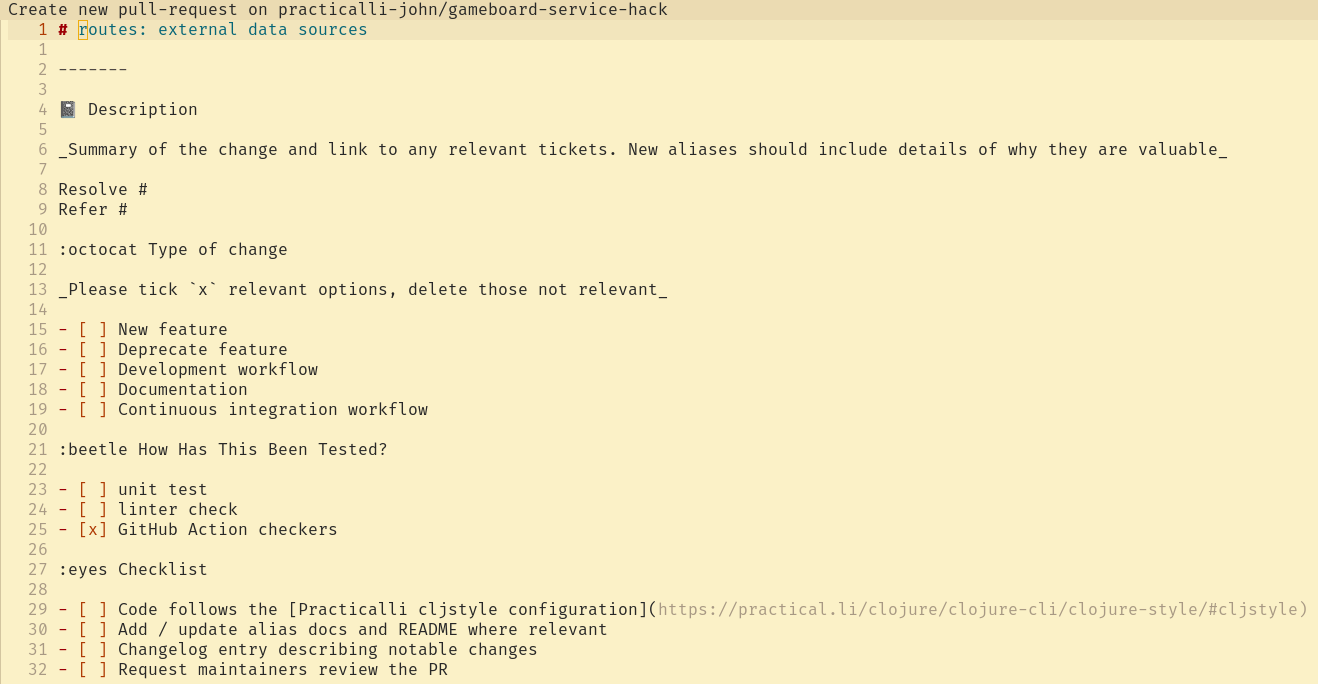 Create new pull-request on practicalli-john/gameboard-service-hack
1 # routes: external data sources
1
2 -------
3
4 📓 Description
5
6 _Summary of the change and link to any relevant tickets. New aliases should include details of why they are valuable_
7
8 Resolve #
9 Refer #
10
11 :octocat Type of change
12
13 _Please tick `x` relevant options, delete those not relevant_
14
15 - [ ] New feature
16 - [ ] Deprecate feature
17 - [ ] Development workflow
18 - [ ] Documentation
19 - [ ] Continuous integration workflow
20
21 :beetle How Has This Been Tested?
22
23 - [ ] unit test
24 - [ ] linter check
25 - [x] GitHub Action checkers
26
27 :eyes Checklist
28
29 - [ ] Code follows the [Practicalli cljstyle configuration](https://practical.li/clojure/clojure-cli/clojure-style/#cljstyle)
30 - [ ] Add / update alias docs and README where relevant
31 - [ ] Changelog entry describing notable changes
32 - [ ] Request maintainers review the PR